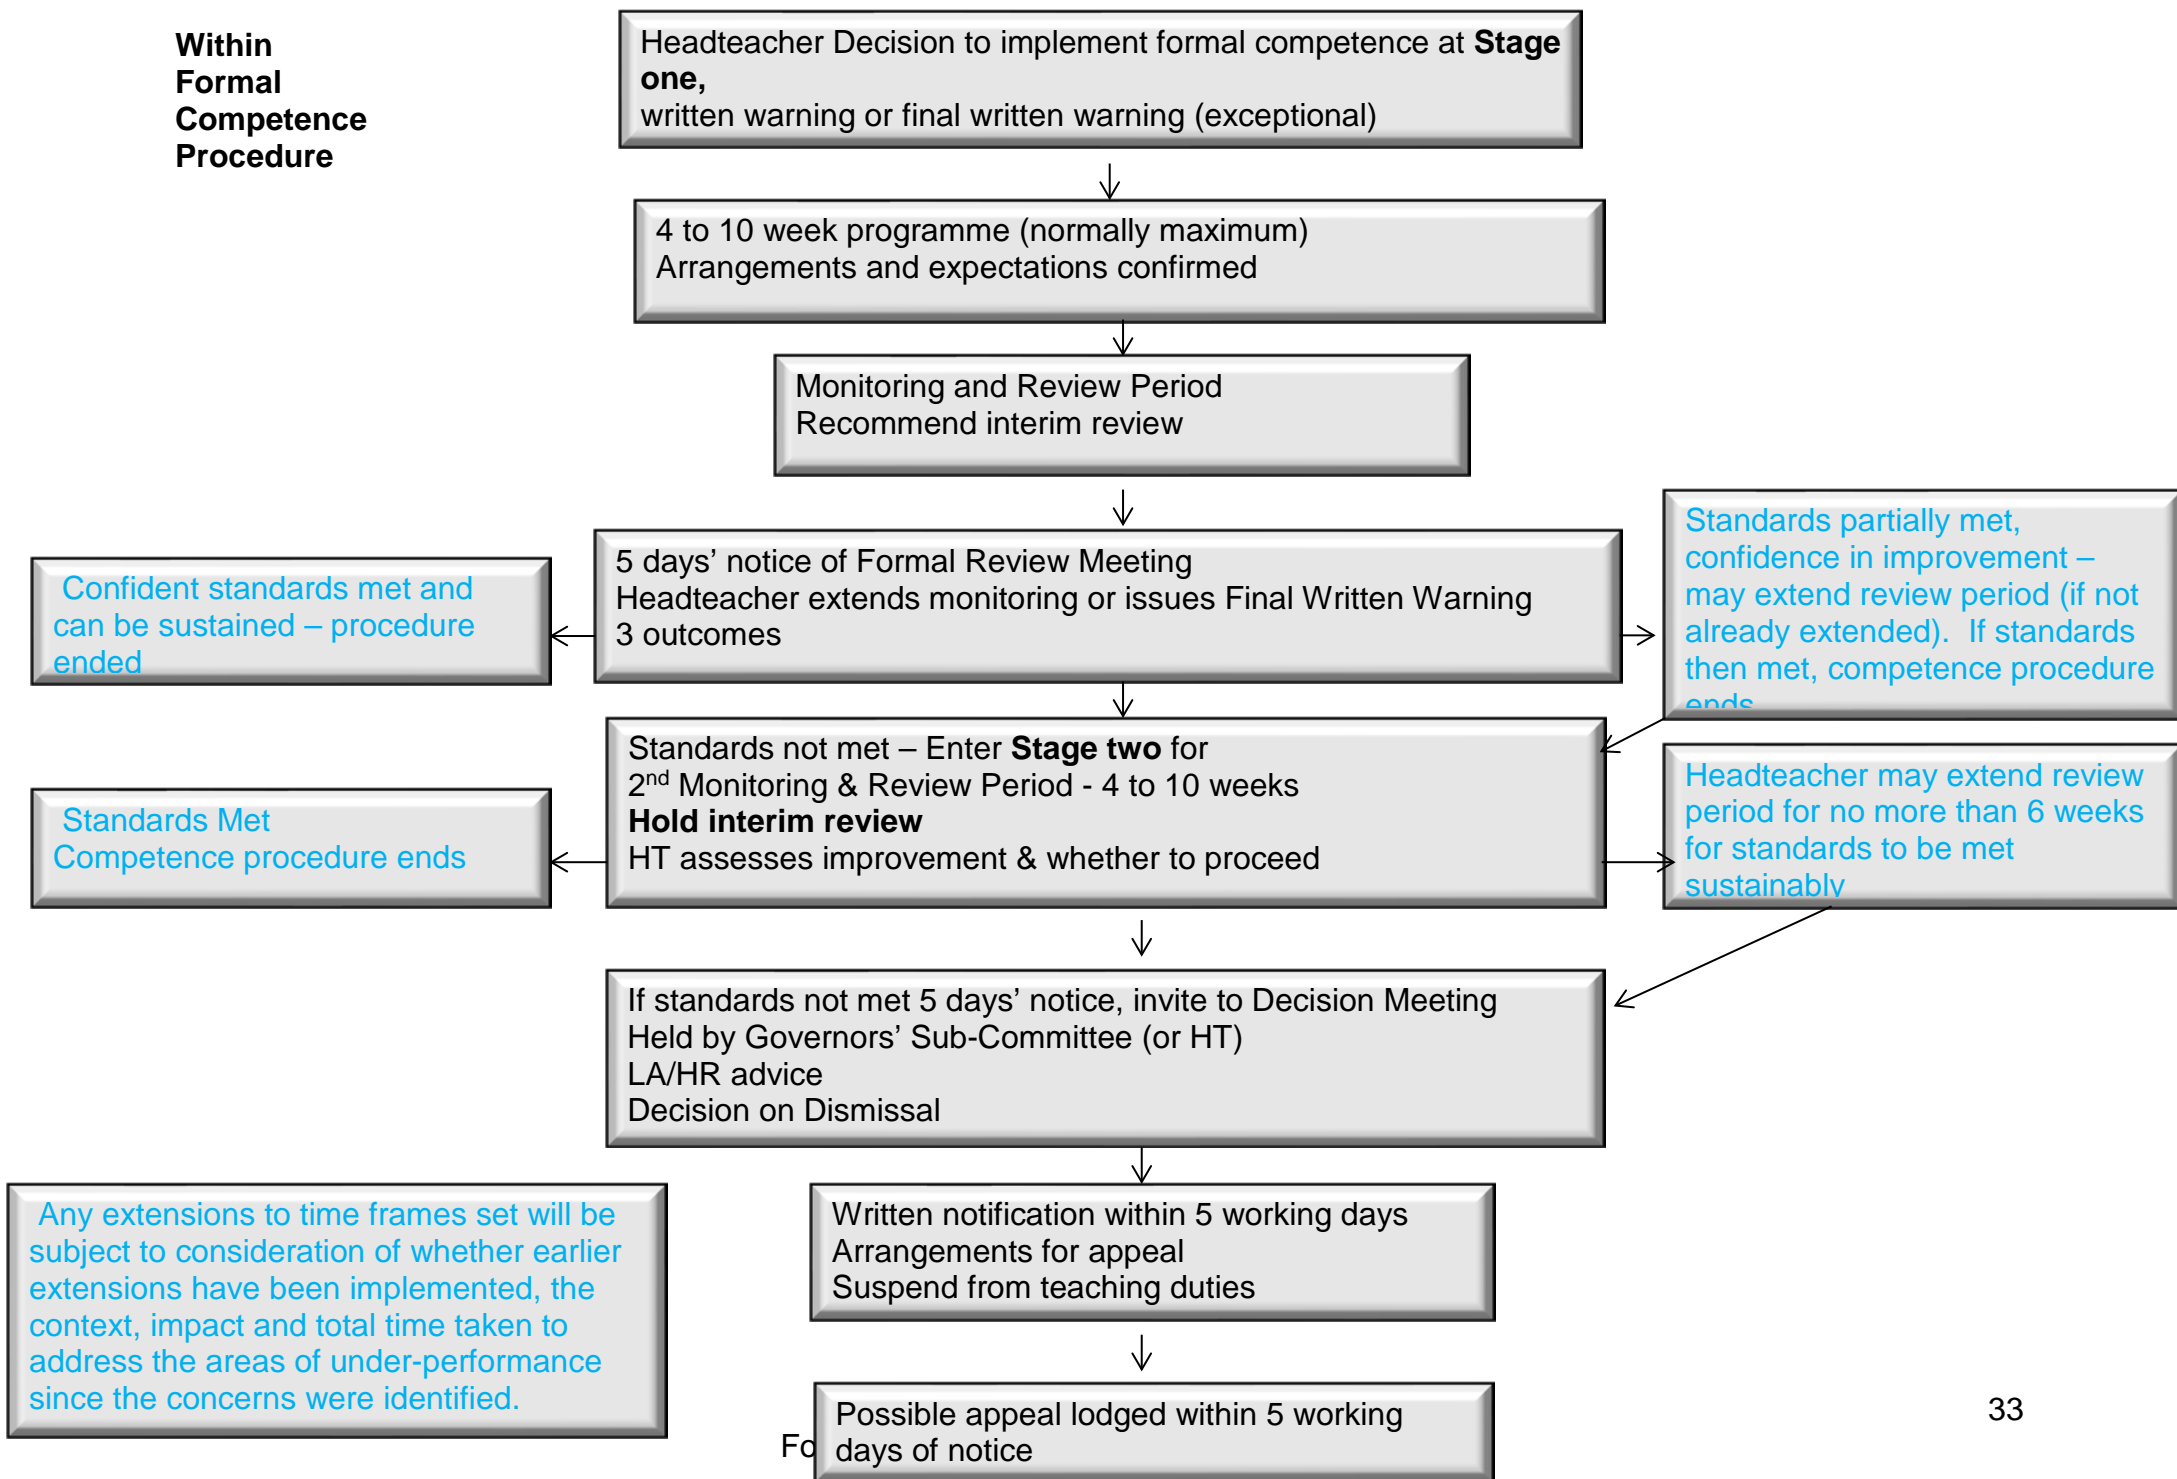 Within
Formal
Competence
Procedure
Headteacher Decision to implement formal competence at Stage
one,
written warning or final written warning (exceptional)
4 to 10 week programme (normally maximum)
Arrangements and expectations confirmed
Monitoring and Review Period
Recommend interim review
5 days’ notice of Formal Review Meeting
Headteacher extends monitoring or issues Final Written Warning
3 outcomes
Confident standards met and
can be sustained – procedure
ended
Standards partially met,
confidence in improvement –
may extend review period (if not
already extended).  If standards
then met, competence procedure
ends
Standards not met – Enter Stage two for
2nd Monitoring & Review Period - 4 to 10 weeks
Hold interim review
HT assesses improvement & whether to proceed
Standards Met
Competence procedure ends
Headteacher may extend review
period for no more than 6 weeks
for standards to be met
sustainably
If standards not met 5 days’ notice, invite to Decision Meeting
Held by Governors’ Sub-Committee (or HT)
LA/HR advice
Decision on Dismissal
Any extensions to time frames set will be
subject to consideration of whether earlier
extensions have been implemented, the
context, impact and total time taken to
address the areas of under-performance
since the concerns were identified.
Written notification within 5 working days
Arrangements for appeal
Suspend from teaching duties
Possible appeal lodged within 5 working
days of notice
Fo
33